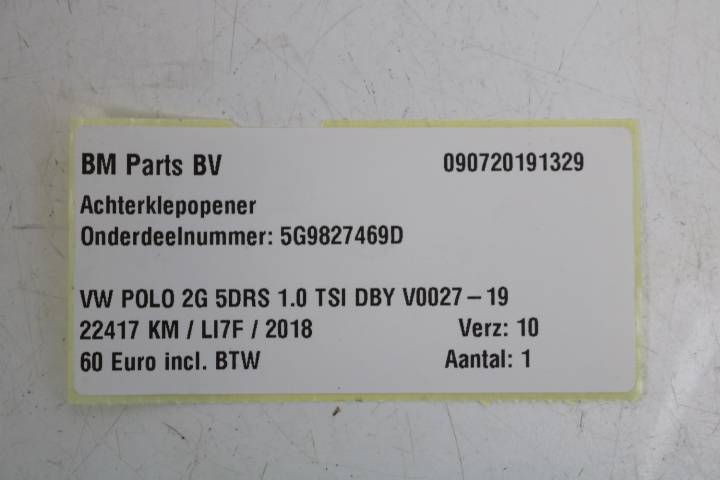 BM Parts BV 090720191329
Achterklepopener
Onderdeelnummer: 5G9827469D
VW POLO 2G 5DRS 1.0 TSI DBY V0027-19
22417 KM / LI7F / 2018 Verz: 10
60 Euro incl. BTW Aantal: 1